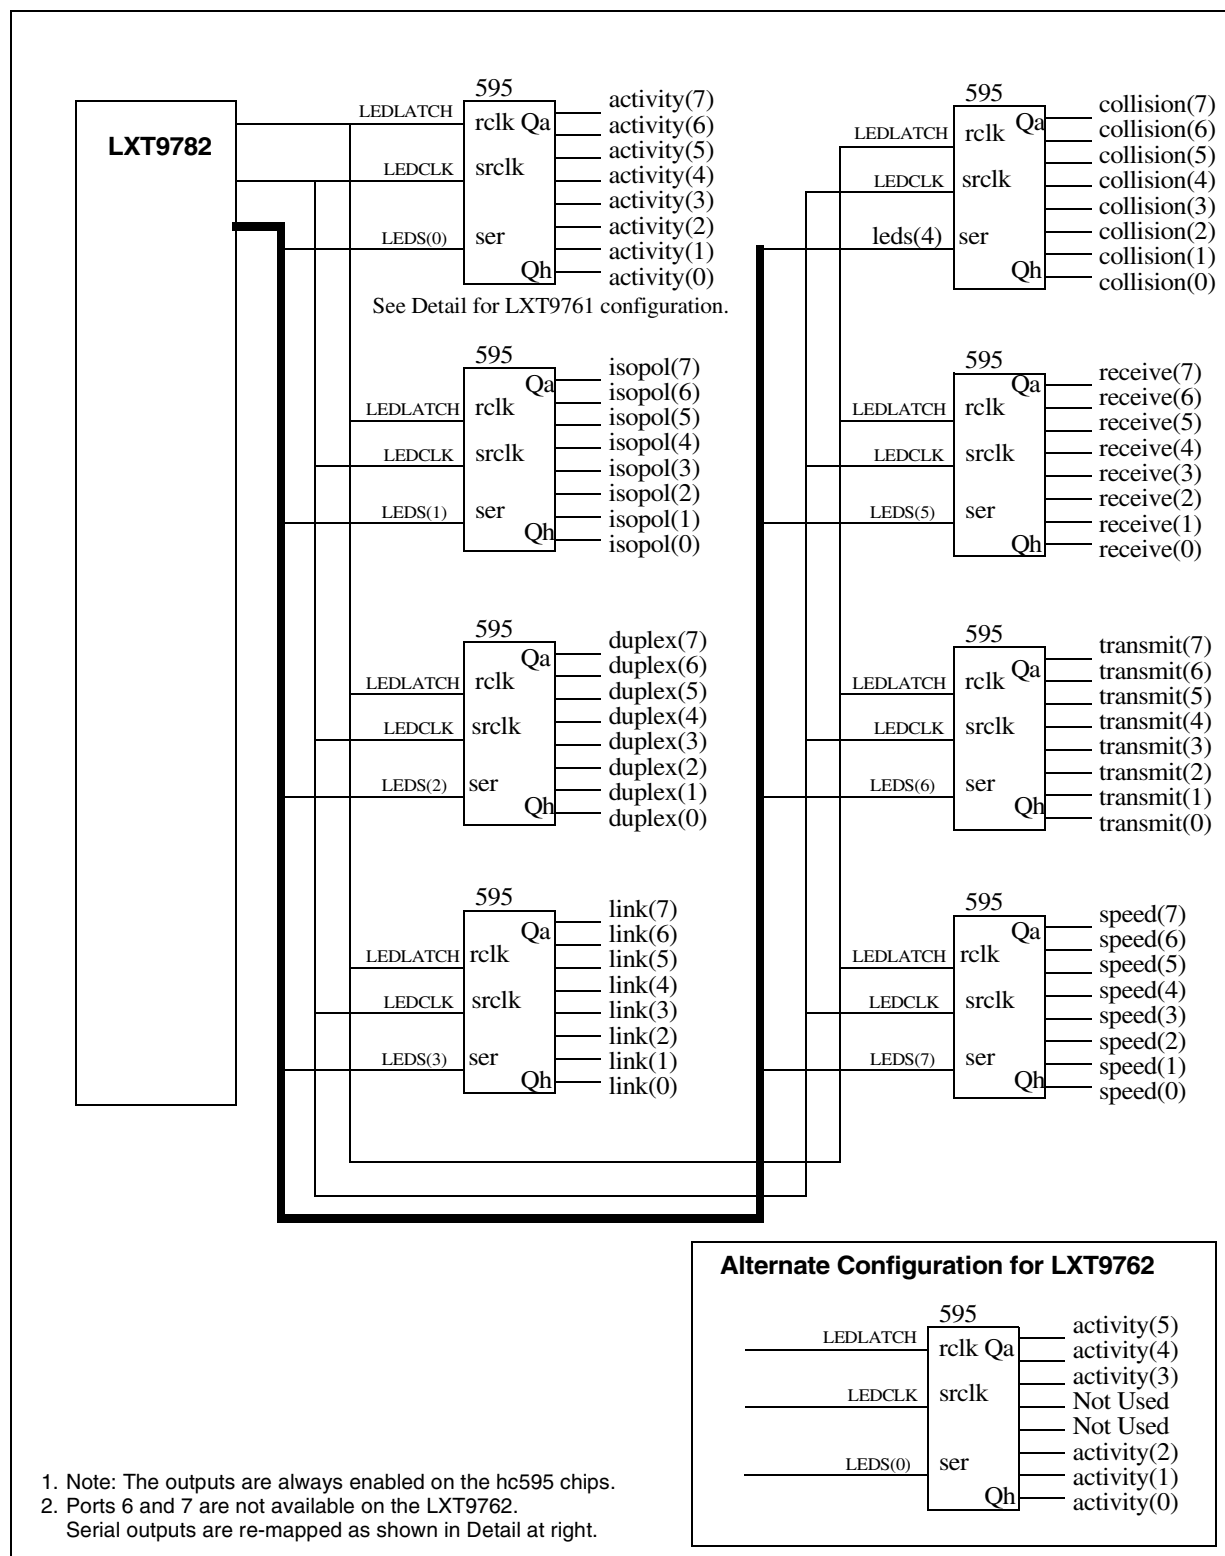 LXT9782
595
LEDLATCH
rclk Qa
LEDCLK
srclk
LEDS(0)
ser
Qh
activity(7)
activity(6)
activity(5)
activity(4)
activity(3)
activity(2)
activity(1)
activity(0)
See Detail for LXT9761 configuration.
595
Qa
LEDLATCH
rclk
LEDCLK
srclk
LEDS(1)
ser
Qh
isopol(7)
isopol(6)
isopol(5)
isopol(4)
isopol(3)
isopol(2)
isopol(1)
isopol(0)
595
Qa
LEDLATCH
rclk
LEDCLK
srclk
LEDS(2)
ser
Qh
duplex(7)
duplex(6)
duplex(5)
duplex(4)
duplex(3)
duplex(2)
duplex(1)
duplex(0)
595
Qa
LEDLATCH
rclk
LEDCLK
srclk
LEDS(3)
ser
Qh
link(7)
link(6)
link(5)
link(4)
link(3)
link(2)
link(1)
link(0)
595
Qa
LEDLATCH
rclk
LEDCLK
srclk
leds(4)
ser
Qh
collision(7)
collision(6)
collision(5)
collision(4)
collision(3)
collision(2)
collision(1)
collision(0)
595
Qa
LEDLATCH
rclk
LEDCLK
srclk
LEDS(5)
ser
Qh
receive(7)
receive(6)
receive(5)
receive(4)
receive(3)
receive(2)
receive(1)
receive(0)
595
Qa
LEDLATCH
rclk
LEDCLK
srclk
LEDS(6)
ser
Qh
transmit(7)
transmit(6)
transmit(5)
transmit(4)
transmit(3)
transmit(2)
transmit(1)
transmit(0)
595
Qa
LEDLATCH
rclk
LEDCLK
srclk
LEDS(7)
ser
Qh
speed(7)
speed(6)
speed(5)
speed(4)
speed(3)
speed(2)
speed(1)
speed(0)
Alternate Configuration for LXT9762
595
LEDLATCH
rclk Qa
LEDCLK
srclk
LEDS(0)
ser
Qh
activity(5)
activity(4)
activity(3)
Not Used
Not Used
activity(2)
activity(1)
activity(0)
1. Note: The outputs are always enabled on the hc595 chips.
2. Ports 6 and 7 are not available on the LXT9762.
Serial outputs are re-mapped as shown in Detail at right.